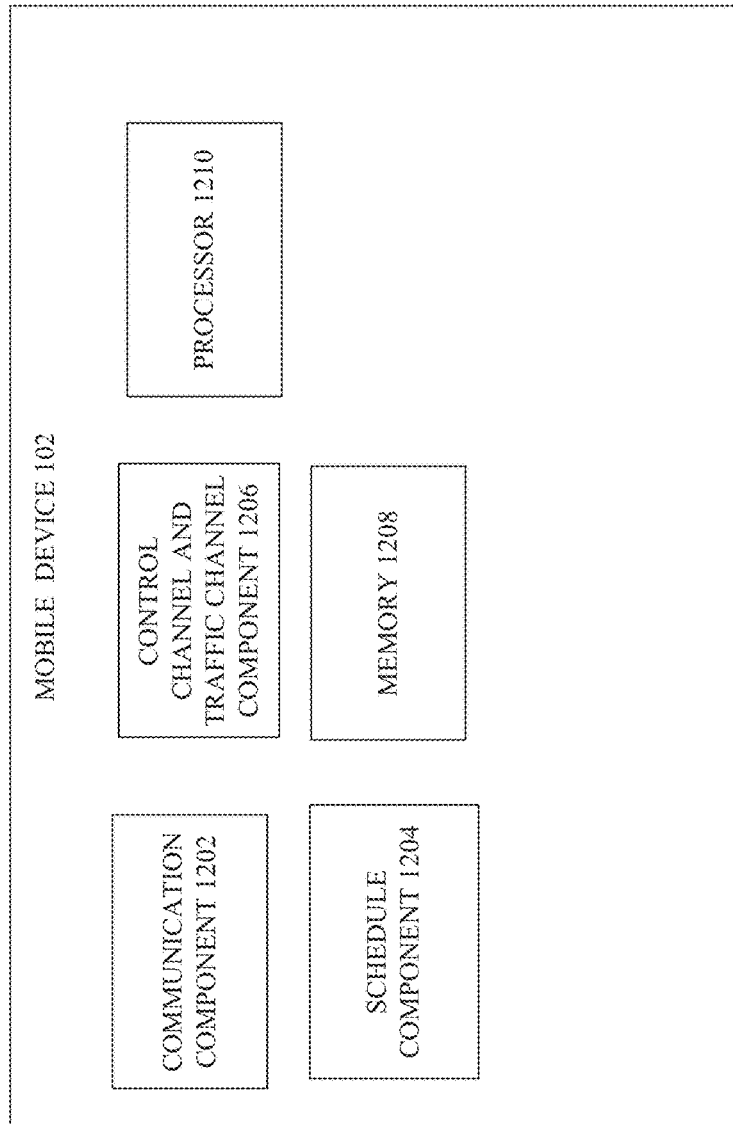 MOBILE DEVICE 102
COMMUNICATION
COMPONENT 1202
CONTROL
CHANNEL AND
TRAFFIC CHANNEL
COMPONENT 1206
PROCESSOR 1210
SCHEDULE
COMPONENT 1204
MEMORY 1208